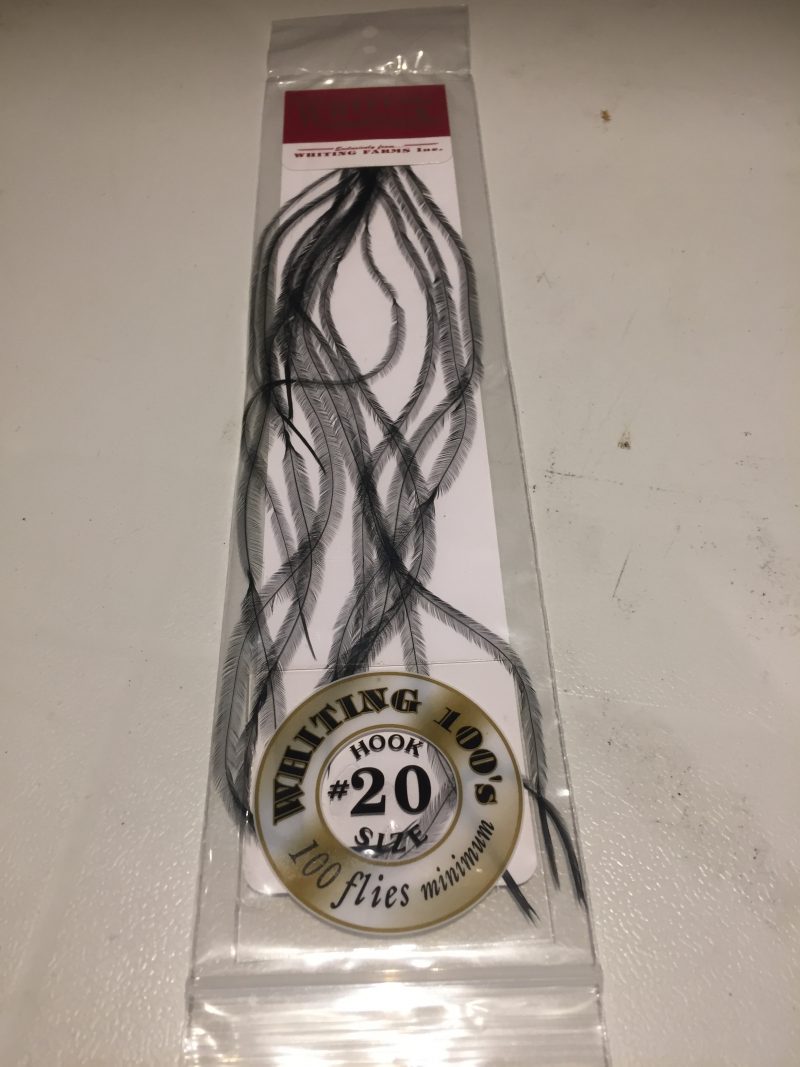 Exclusively from...
WHITING FARMS Inc.
WHITING 100's
HOOK
#20
SIZE
100 flies minimum